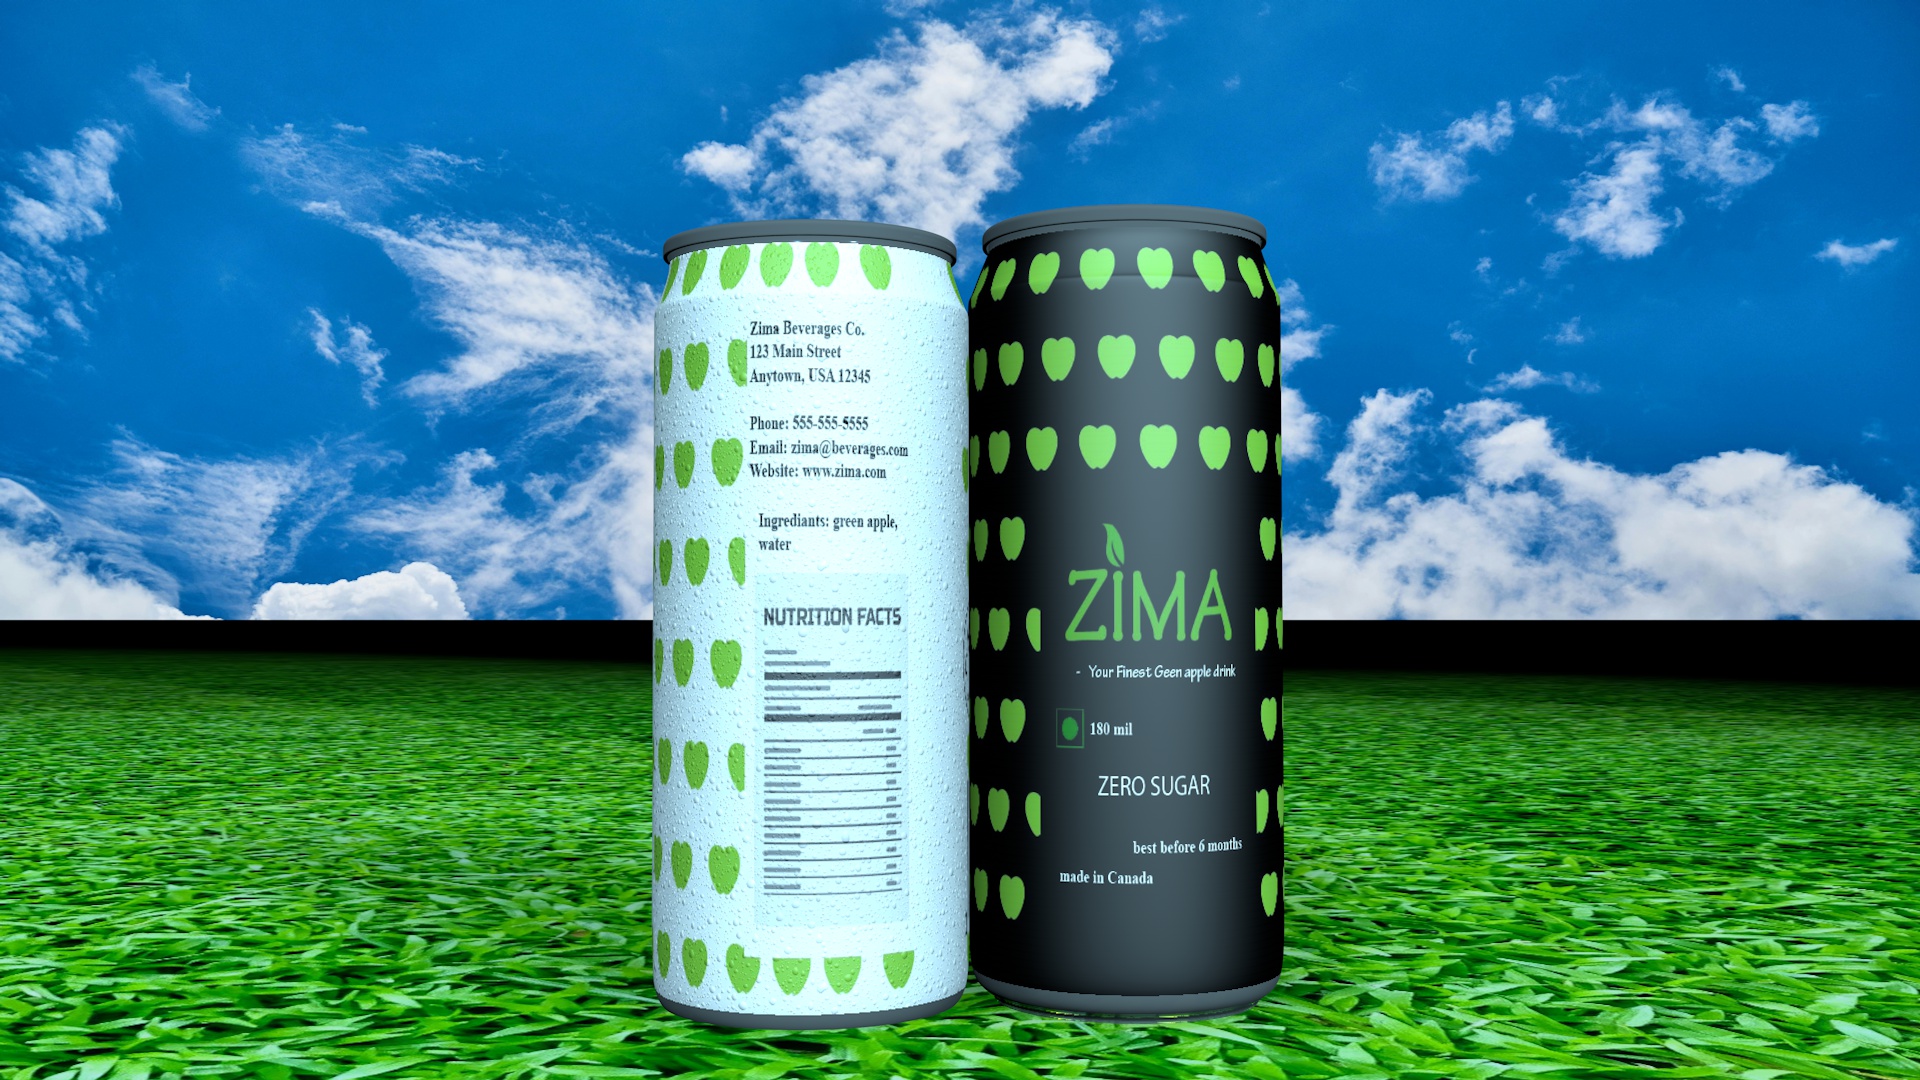 Zima Beverages Co.
123 Main Street
Anytown, USA 12345
Phone: 555-555-5555
Email: zima@beverages.com
Website: www.zima.com
Ingrediants: green apple,
water
NUTRITION FACTS
ZIMA
- Your Finest Geen apple drink
180 mil
ZERO SUGAR
best before 6 months
made in Canada